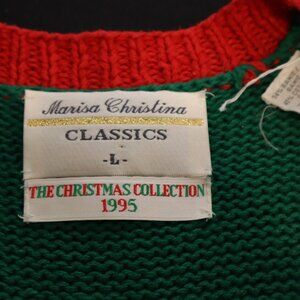 Marisa Christina
CLASSICS
-L-
THE CHRISTMAS COLLECTION
1995